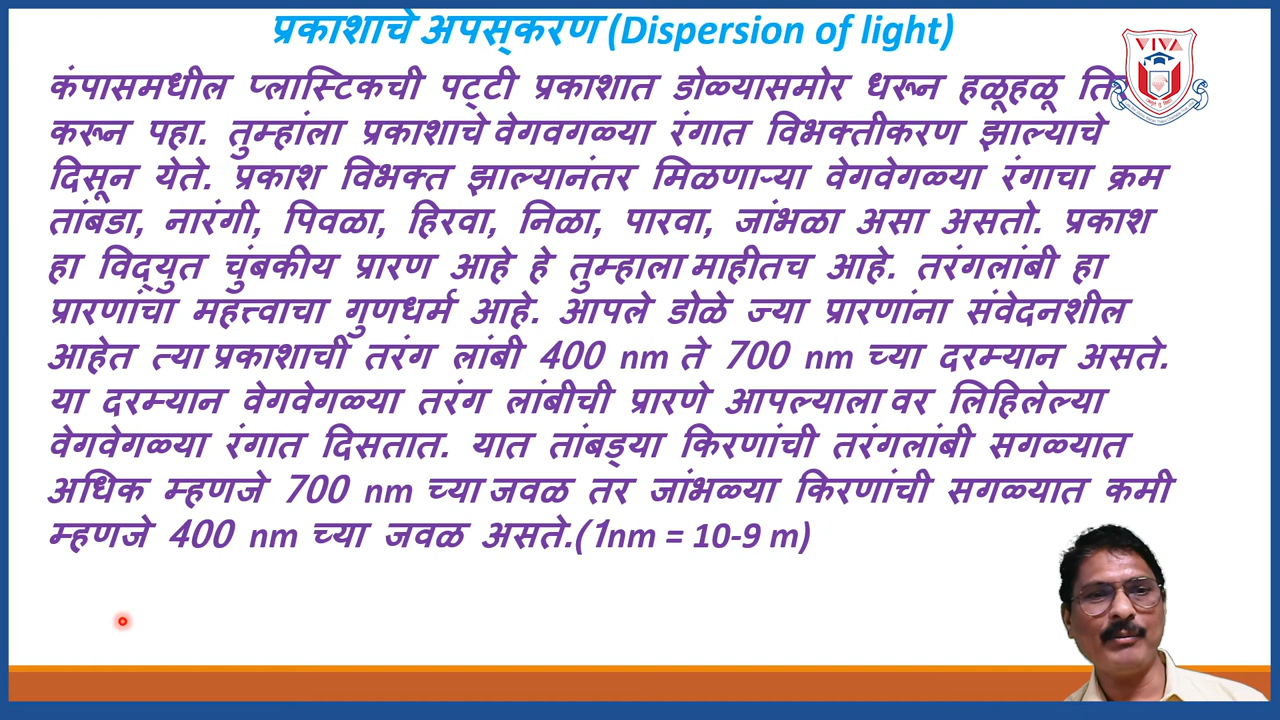 प्रकाशाचे अपस्करण (Dispersion of light)
VIVA
कंपासमधील प्लास्टिकची पट्टी प्रकाशात डोळ्यासमोर धरून हळूहळू
करून पहा. तुम्हांला प्रकाशाचे वेगवगळ्या रंगात विभक्तीकरण झाल्याचे
दिसून येते. प्रकाश विभक्त झाल्यानंतर मिळणाऱ्या वेगवेगळ्या रंगाचा क्रम
तांबडा, नारंगी, पिवळा, हिरवा, निळा, पारवा, जांभळा असा असतो. प्रकाश
हा विद्युत चुंबकीय प्रारण आहे हे तुम्हाला माहीतच आहे. तरंगलांबी हा
प्रारणांचा महत्त्वाचा गुणधर्म आहे. आपले डोळे ज्या प्रारणांना संवेदनशील
आहेत त्या प्रकाशाची तरंग लांबी 400 nm ते 700 nm च्या दरम्यान असते.
या दरम्यान वेगवेगळ्या तरंग लांबीची प्रारणे आपल्याला वर लिहिलेल्या
वेगवेगळ्या रंगात दिसतात. यात तांबड्या किरणांची तरंगलांबी सगळ्यात
अधिक म्हणजे 700 nm च्या जवळ तर जांभळ्या किरणांची सगळ्यात कमी
म्हणजे 400 nm च्या जवळ असते.(1nm = 10-9 m)